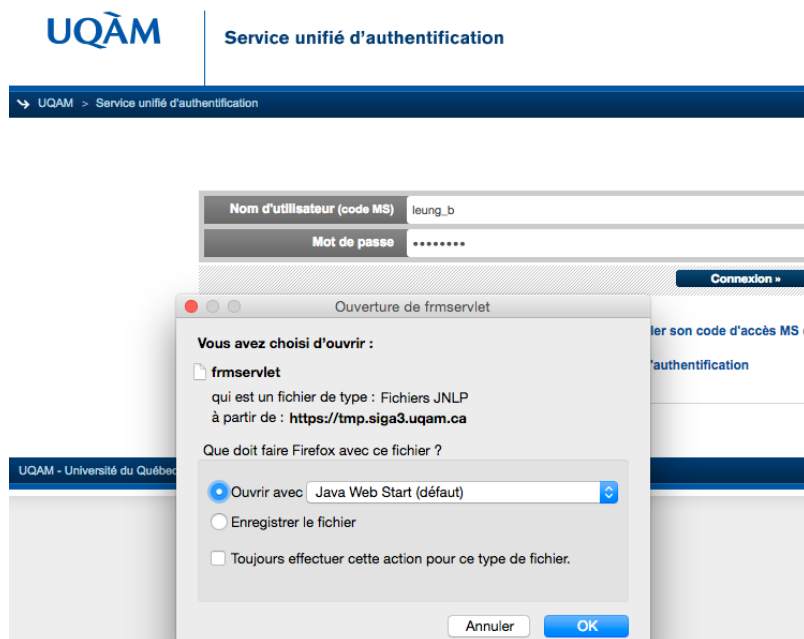 UQÀM
Service unifié d'authentification
UQAM > Service unifié d'authentification
Nom d'utilisateur (code MS) leung_b
Mot de passe ••••••••
Connexion »
Ouverture de frmservlet
Vous avez choisi d'ouvrir :
ler son code d'accès MS
frmservlet
'authentification
qui est un fichier de type : Fichiers JNLP
à partir de : https://tmp.siga3.uqam.ca
Que doit faire Firefox avec ce fichier ?
UQAM - Université du Québec
Ouvrir avec Java Web Start (défaut)
Enregistrer le fichier
Toujours effectuer cette action pour ce type de fichier.
Annuler OK